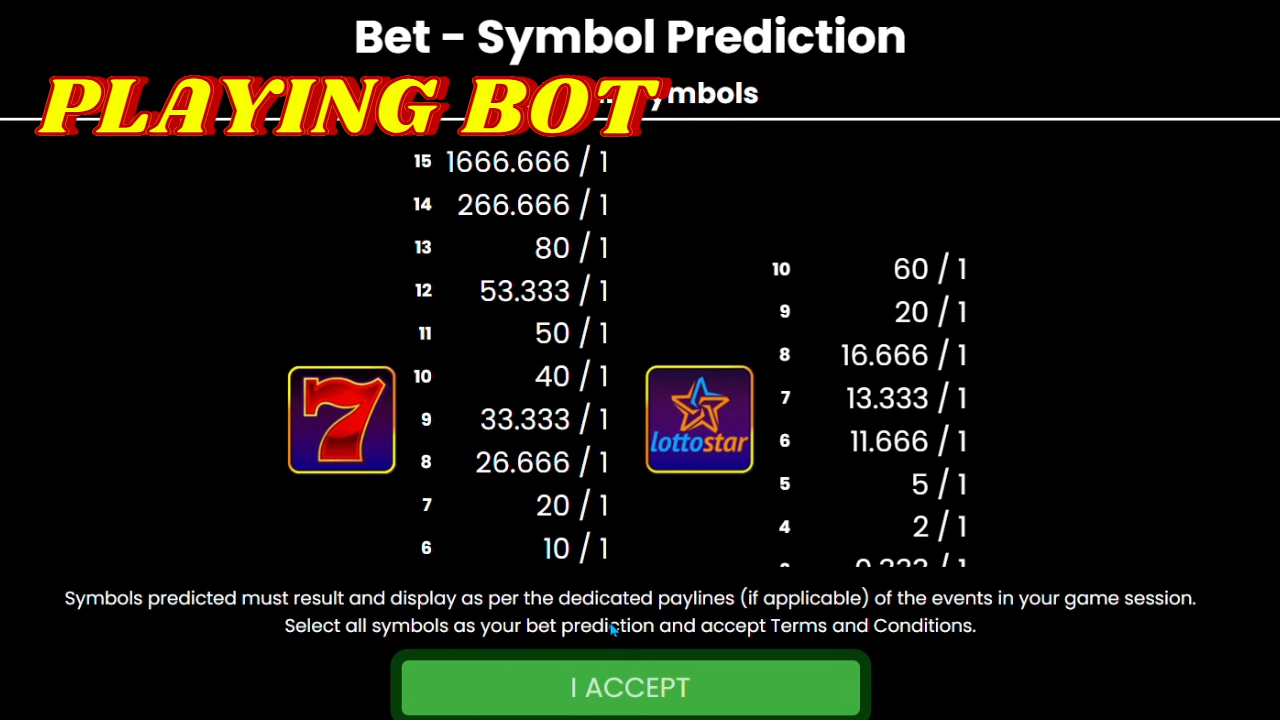 Bet - Symbol Prediction
PLAYING BOT
ymbols
15 1666.666 / 1
14 266.666 / 1
13 80 / 1
12 53.333 / 1
11 50 / 1
10 40 / 1
9 33.333 / 1
8 26.666 / 1
7 20 / 1
6 10 / 1
7
10 60 / 1
9 20 / 1
8 16.666 / 1
7 13.333 / 1
6 11.666 / 1
5 5 / 1
4 2 / 1
lottostar
Symbols predicted must result and display as per the dedicated paylines (if applicable) of the events in your game session.
Select all symbols as your bet prediction and accept Terms and Conditions.
I ACCEPT